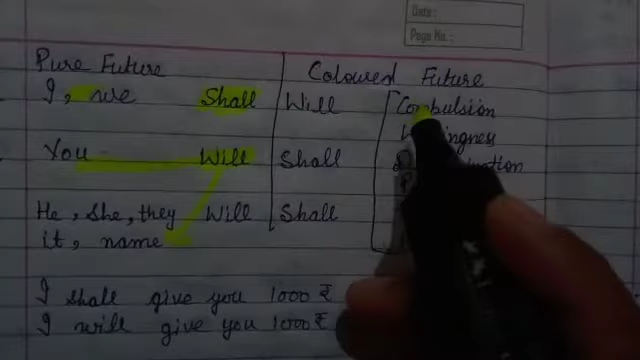 Date:
Page No.:
Pure Future Coloured Future
I, we Shall Will Compulsion
You Will Shall
He, She, they Will Shall
it, name
I shall give you 1000 ₹
I will give you 1000 ₹